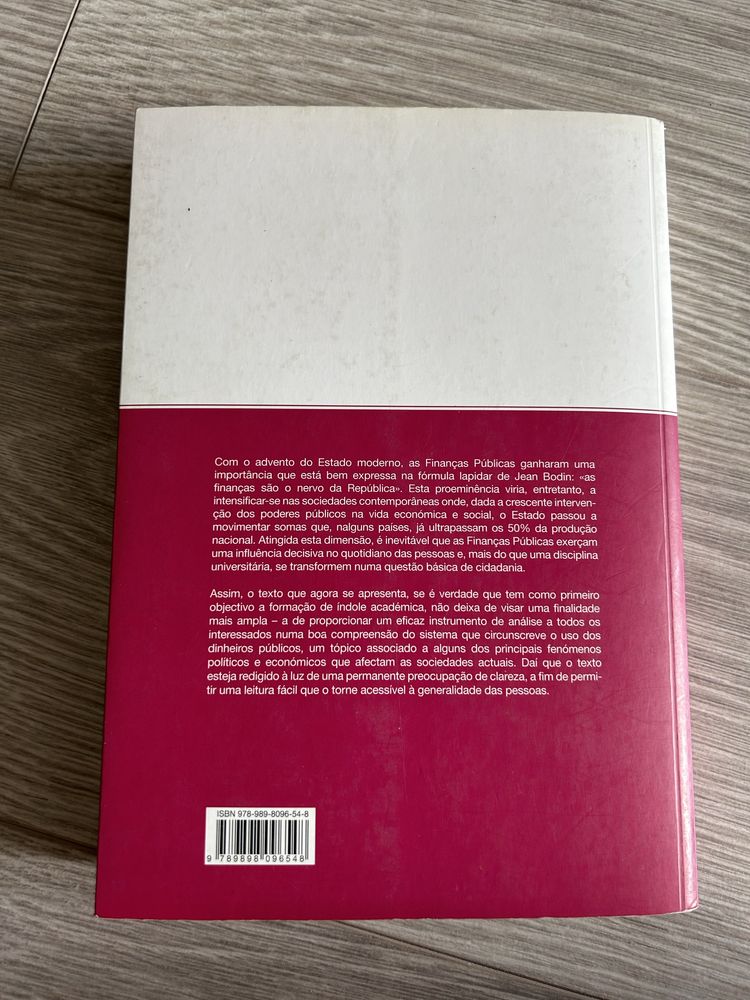 Com o advento do Estado moderno, as Finanças Públicas ganharam uma
importância que está bem expressa na fórmula lapidar de Jean Bodin: «as
finanças são o nervo da República». Esta proeminência viria, entretanto, a
intensificar-se nas sociedades contemporâneas onde, dada a crescente interven-
ção dos poderes públicos na vida económica e social, o Estado passou a
movimentar somas que, nalguns países, já ultrapassam os 50% da produção
nacional. Atingida esta dimensão, é inevitável que as Finanças Públicas exerçam
uma influência decisiva no quotidiano das pessoas e, mais do que uma disciplina
universitária, se transformem numa questão básica de cidadania.
Assim, o texto que agora se apresenta, se é verdade que tem como primeiro
objectivo a formação de índole académica, não deixa de visar uma finalidade
mais ampla – a de proporcionar um eficaz instrumento de análise a todos os
interessados numa boa compreensão do sistema que circunscreve o uso dos
dinheiros públicos, um tópico associado a alguns dos principais fenómenos
políticos e económicos que afectam as sociedades actuais. Daí que o texto
esteja redigido à luz de uma permanente preocupação de clareza, a fim de permi-
tir uma leitura fácil que o torne acessível à generalidade das pessoas.
ISBN 978-989-8096-54-8
9 789898 096548